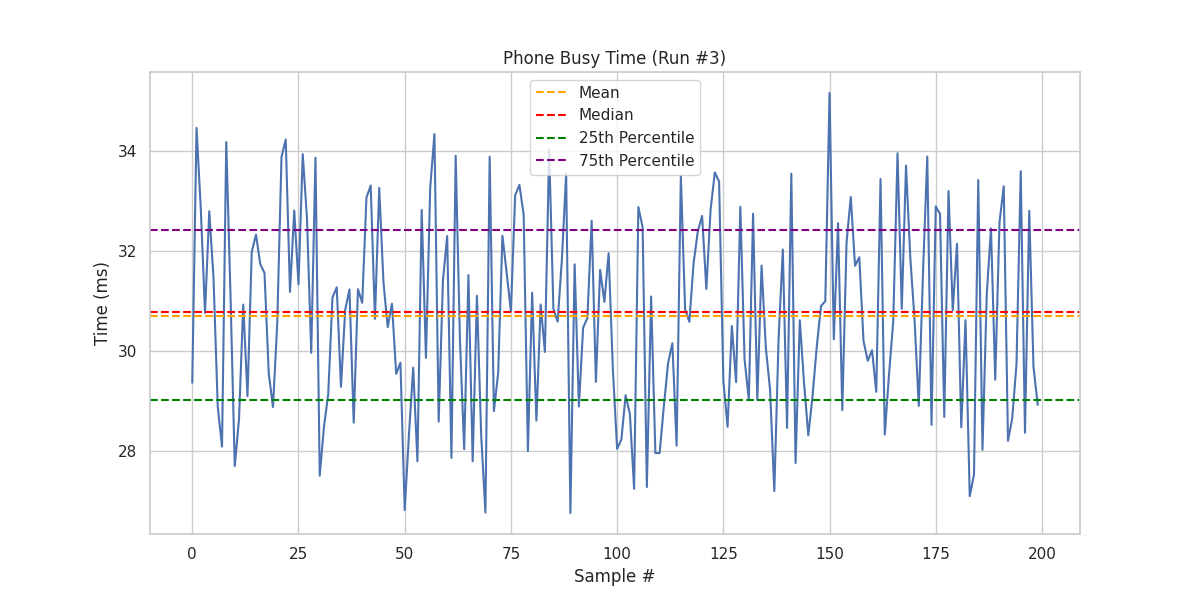 Phone Busy Time (Run #3)
Mean
Median
25th Percentile
75th Percentile
Time (ms)
34
32
30
28
0
25
50
75
100
125
150
175
200
Sample #